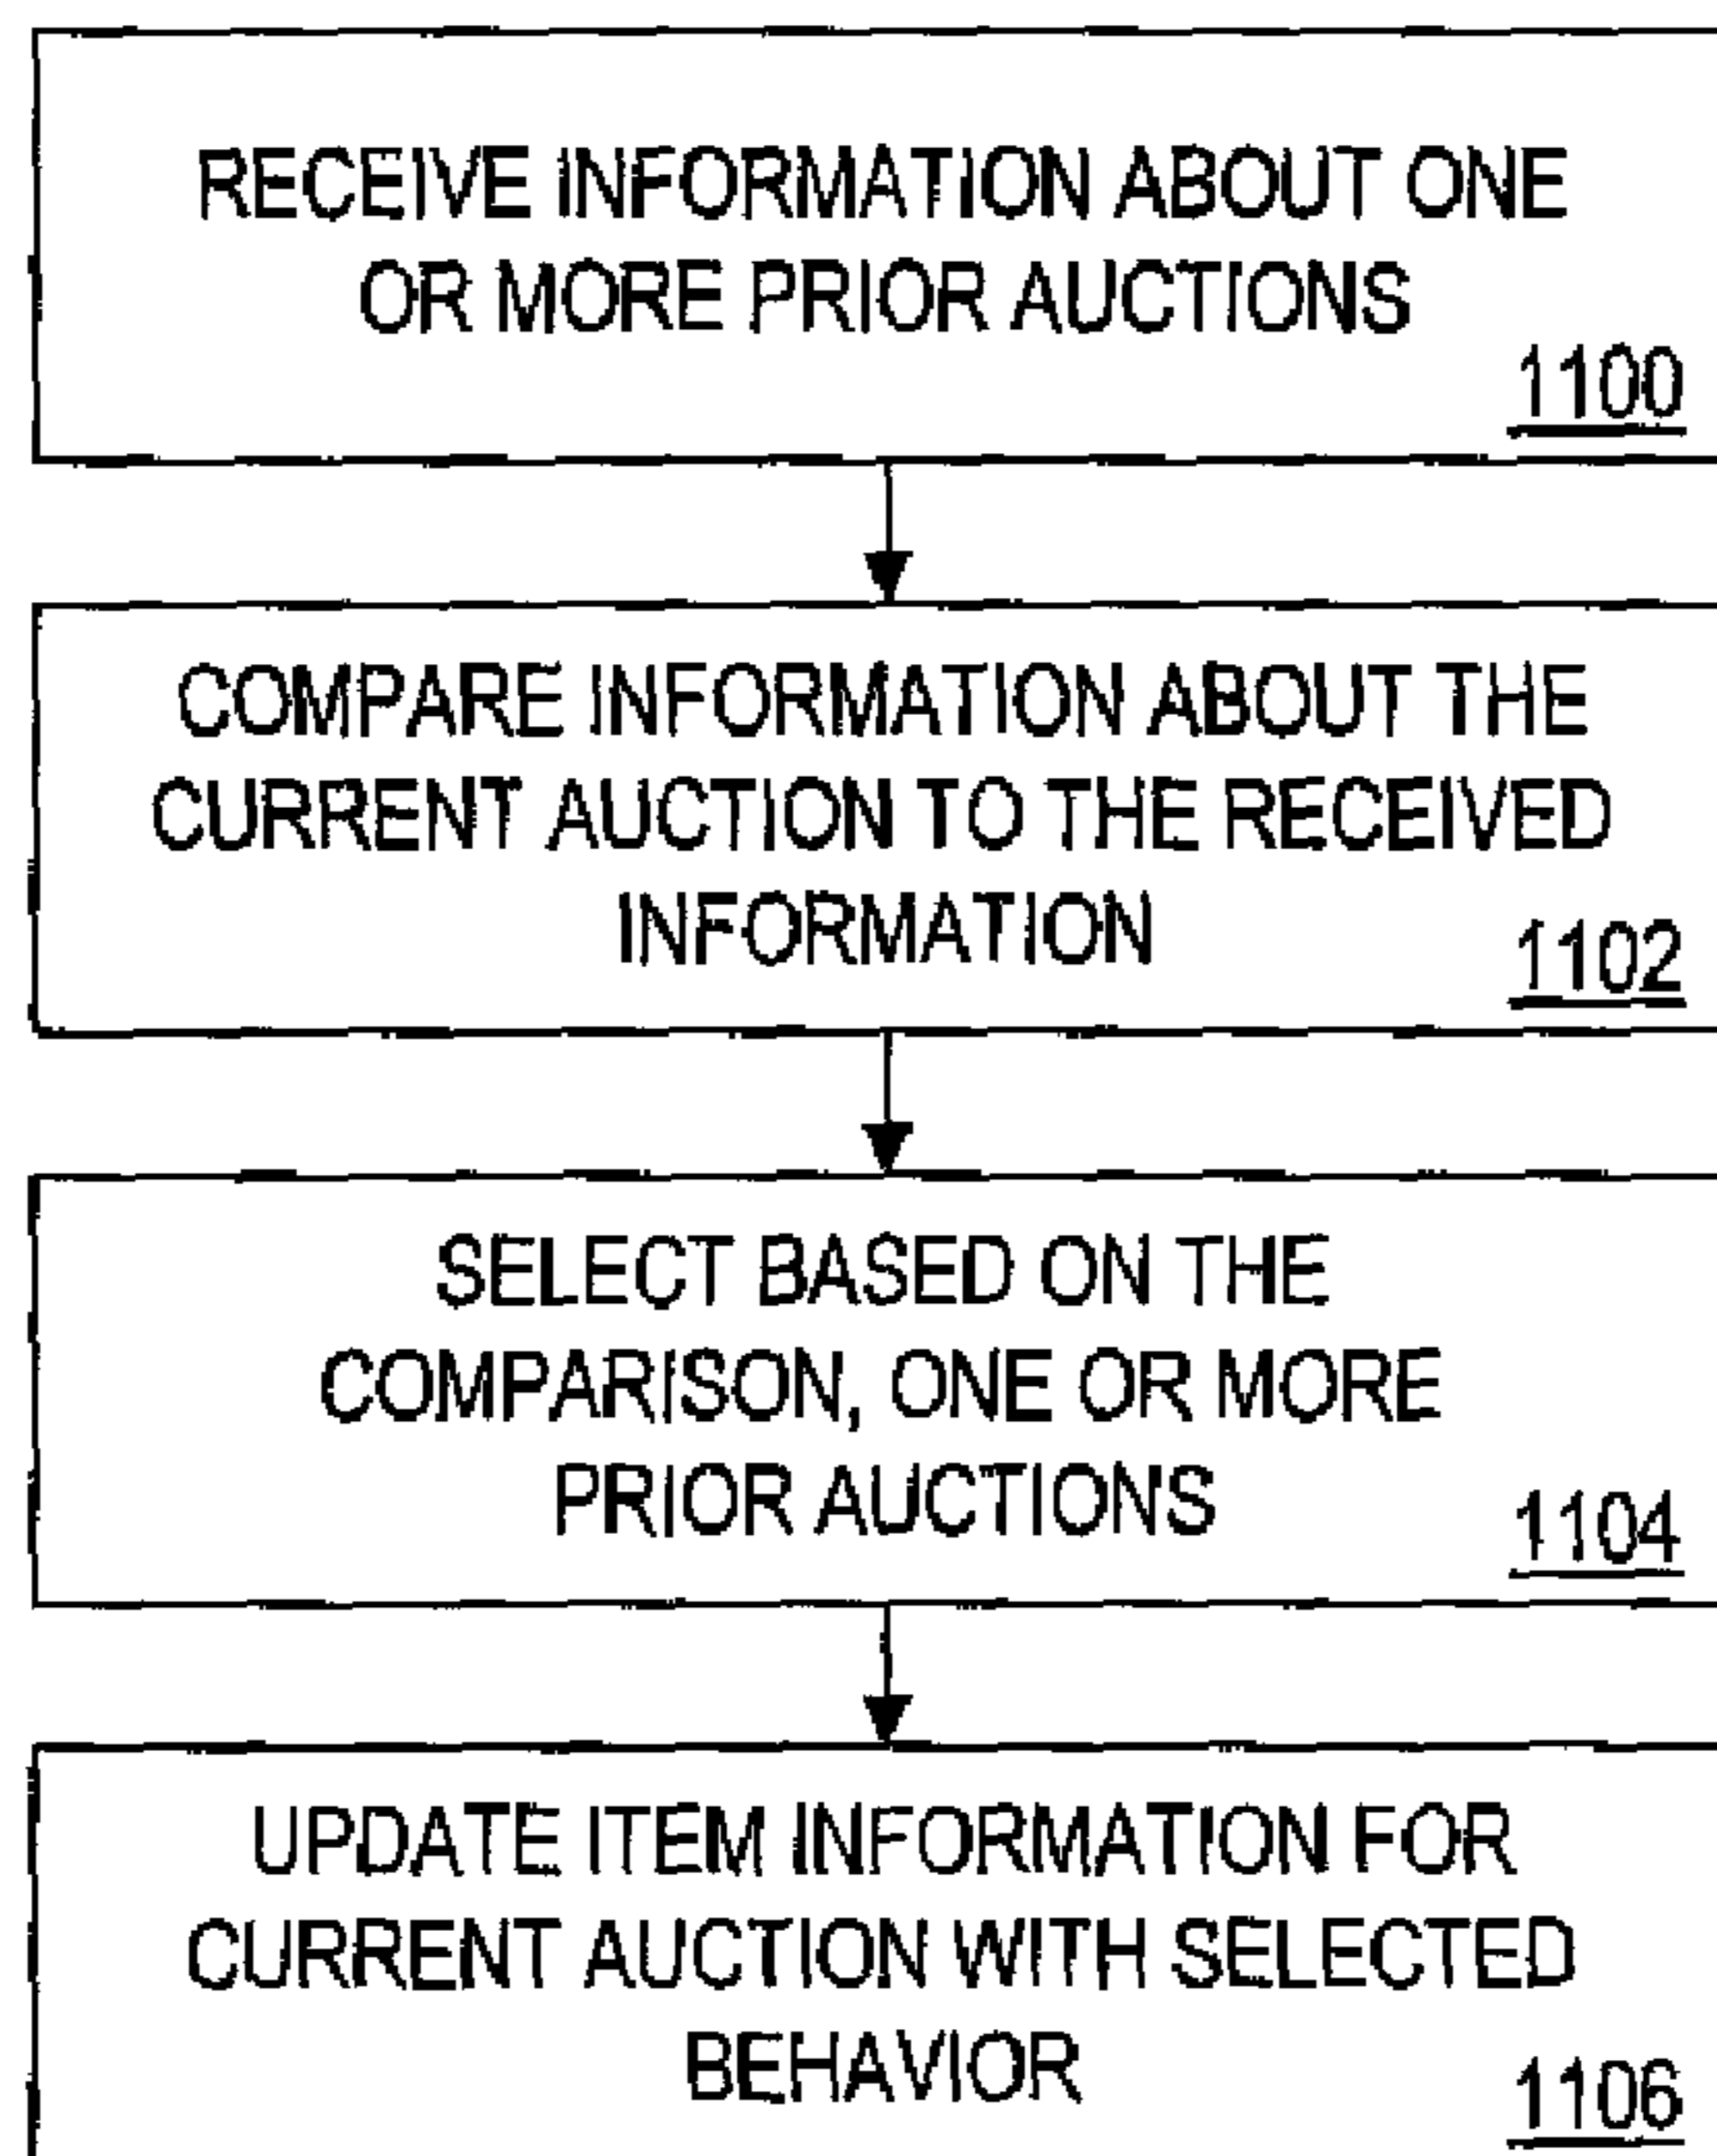 RECEIVE INFORMATION ABOUT ONE
OR MORE PRIOR AUCTIONS
1100
COMPARE INFORMATION ABOUT THE
CURRENT AUCTION TO THE RECEIVED
INFORMATION
1102
SELECT BASED ON THE
COMPARISON, ONE OR MORE
PRIOR AUCTIONS
1104
UPDATE ITEM INFORMATION FOR
CURRENT AUCTION WITH SELECTED
BEHAVIOR
1106